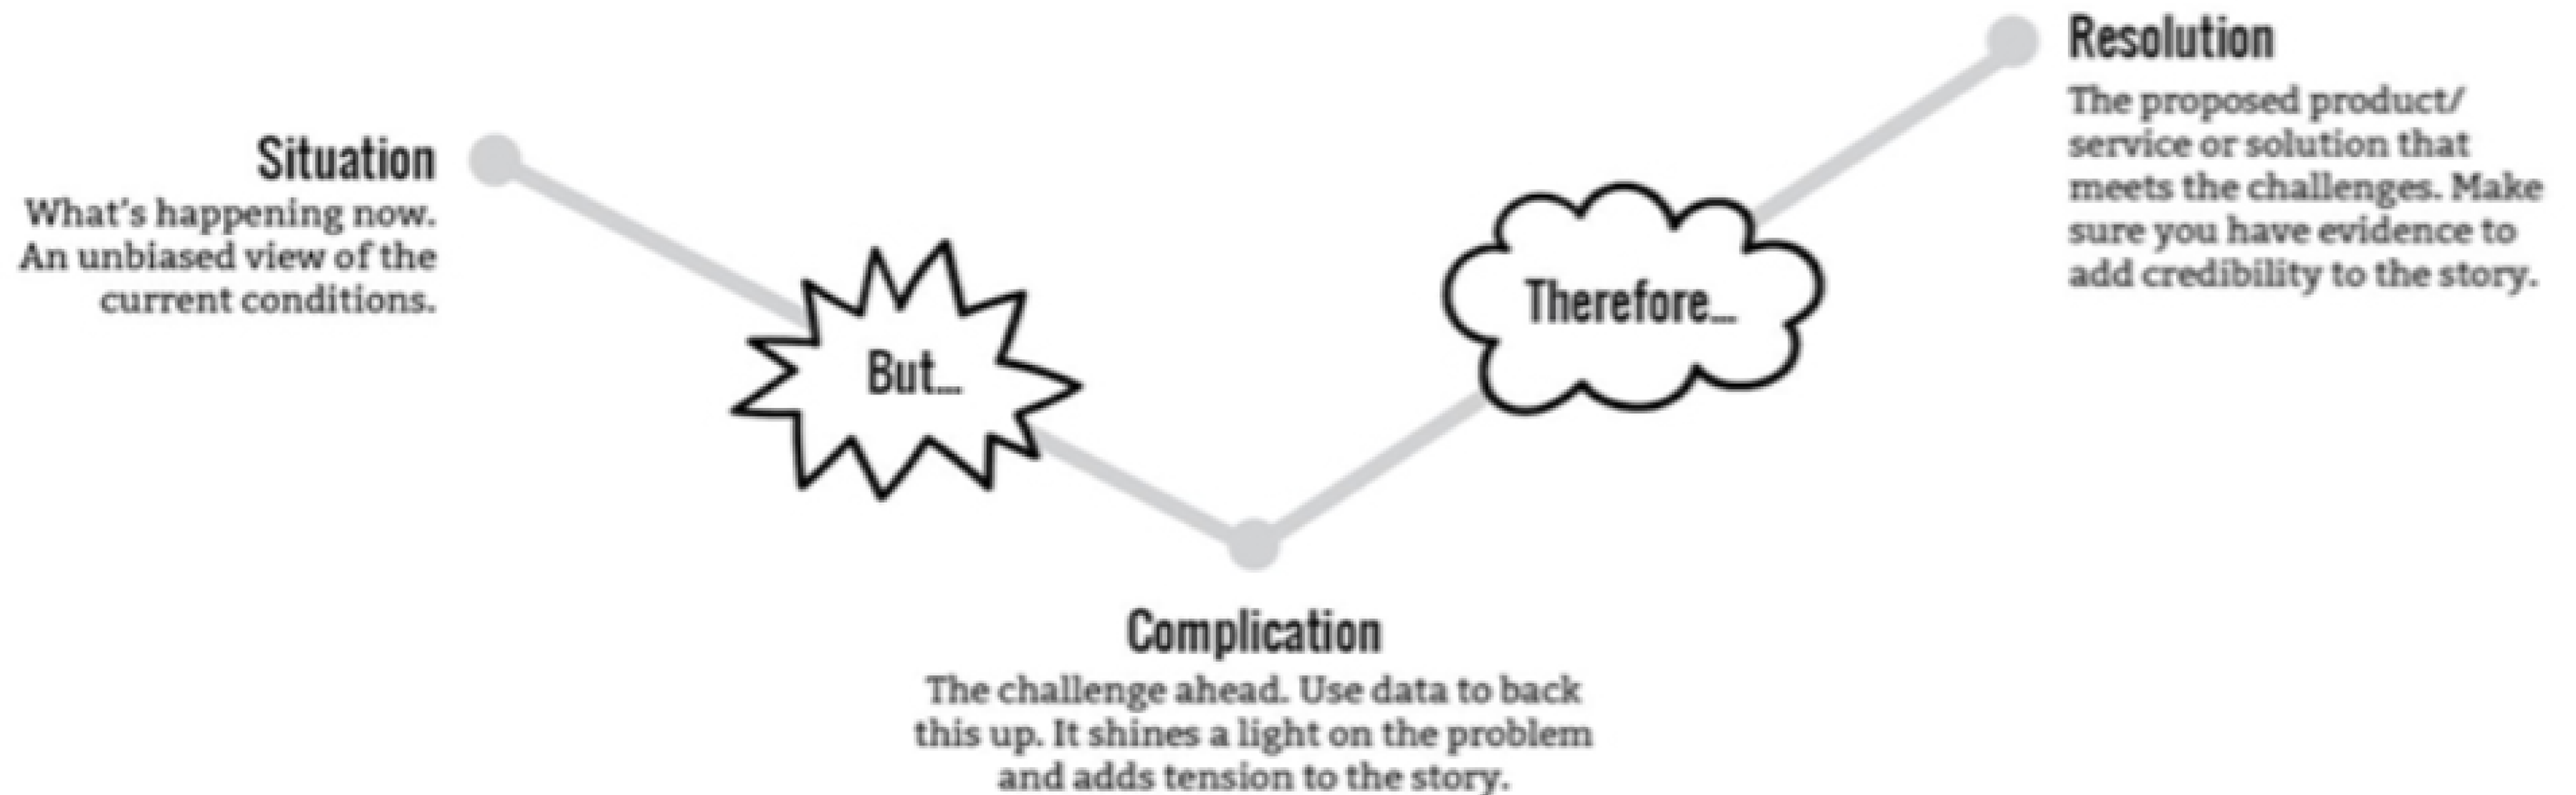 Situation
What's happening now.
An unbiased view of the
current conditions.
But...
Complication
The challenge ahead. Use data to back
this up. It shines a light on the problem
and adds tension to the story.
Therefore...
Resolution
The proposed product/
service or solution that
meets the challenges. Make
sure you have evidence to
add credibility to the story.